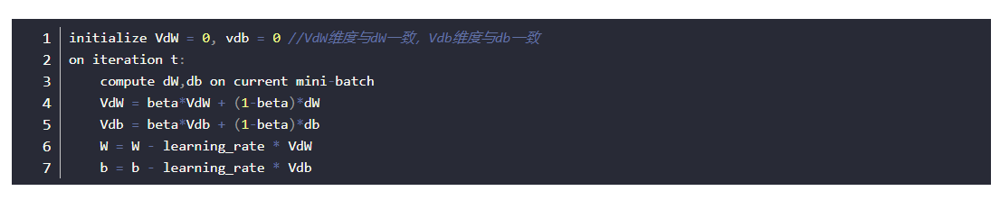 1 initialize VdW = 0, vdb = 0 //VdW维度与dW一致，Vdb维度与db一致
2 on iteration t:
3 compute dW,db on current mini-batch
4 VdW = beta*VdW + (1-beta)*dW
5 Vdb = beta*Vdb + (1-beta)*db
6 W = W - learning_rate * VdW
7 b = b - learning_rate * Vdb